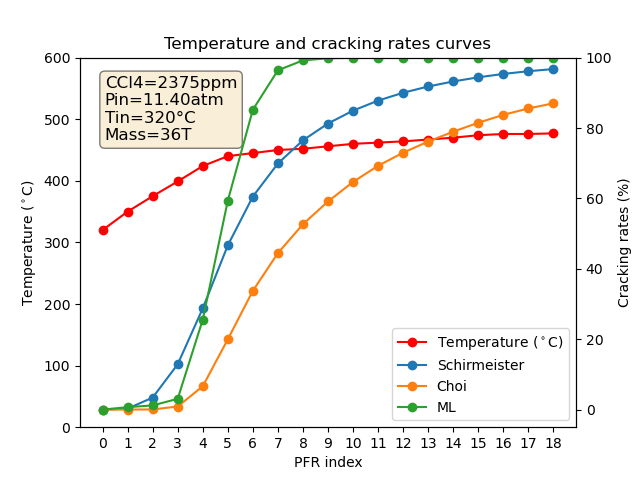 Temperature and cracking rates curves
CCl4=2375ppm
Pin=11.40atm
Tin=320°C
Mass=36T
600
500
400
300
200
100
0
Temperature (°C)
100
80
60
40
20
0
Cracking rates (%)
Temperature (°C)
Schirmeister
Choi
ML
0 1 2 3 4 5 6 7 8 9 10 11 12 13 14 15 16 17 18
PFR index